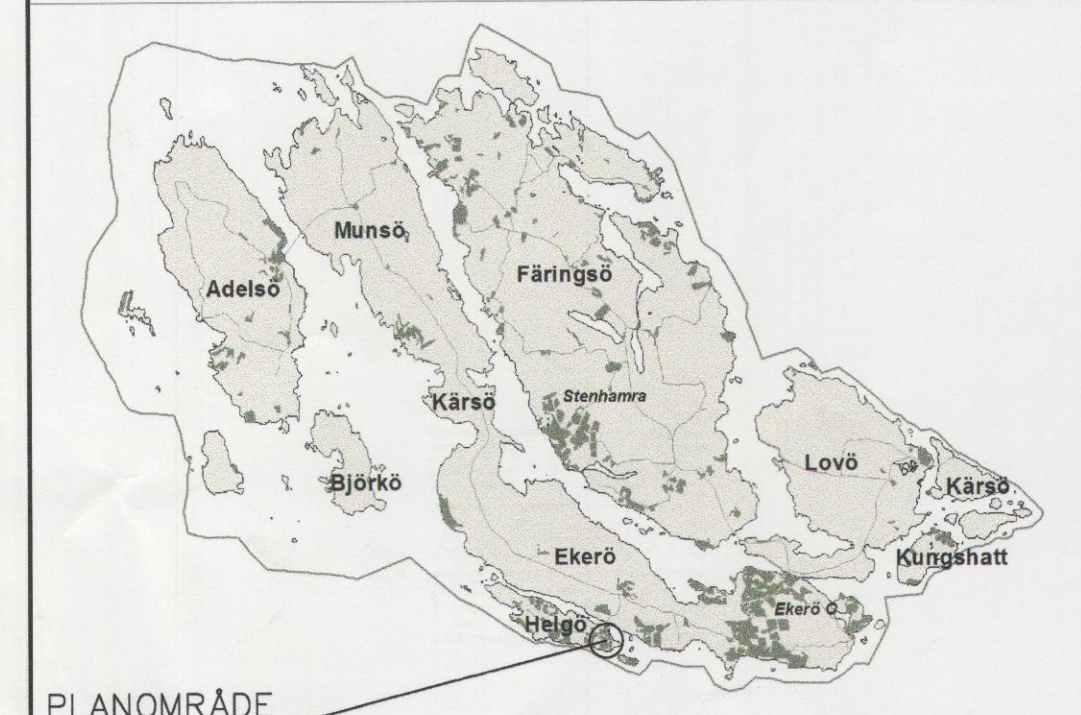 Munsö
Adelsö
Färingsö
Stenhamra
Kärsö
Björkö
Lovö
Kärsö
Kungshatt
Ekerö
Ekerö C
Helgö
PLANOMRÅDE